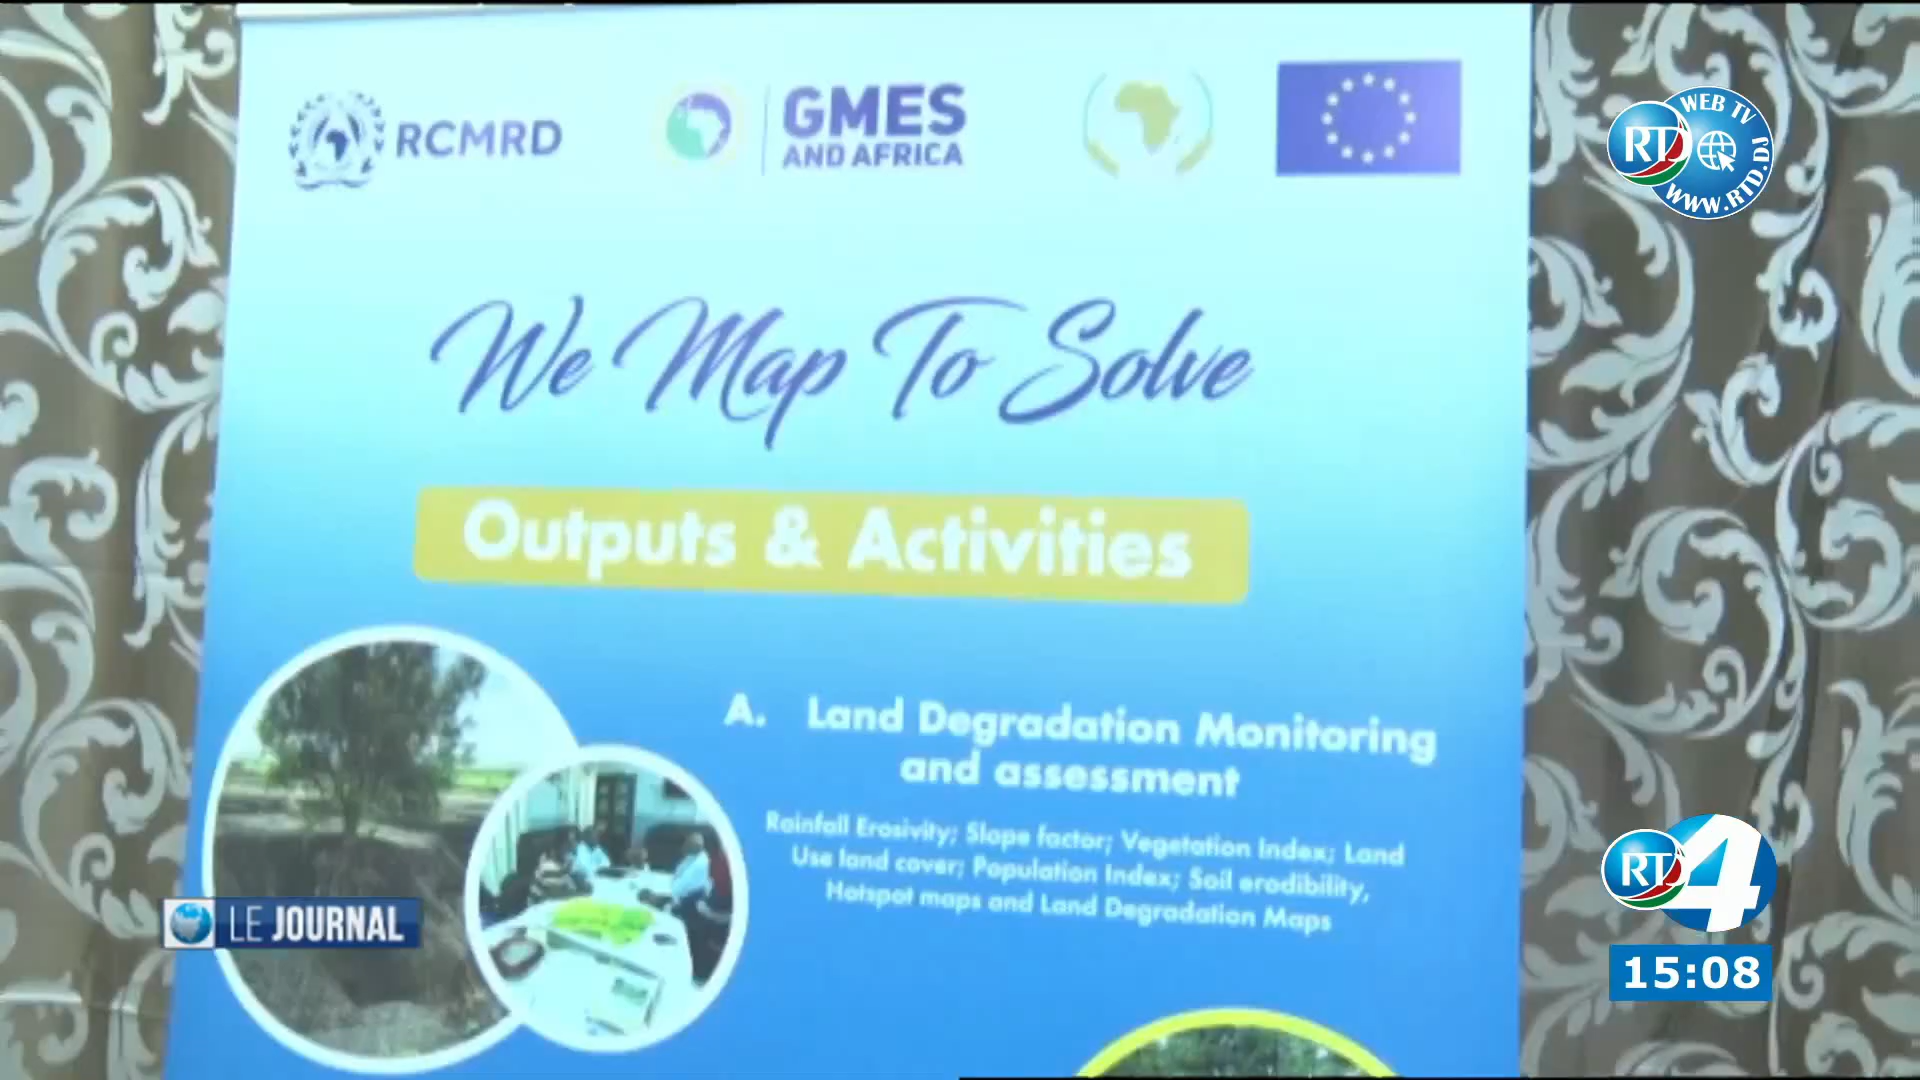 RCMRD
GMES
AND AFRICA
WEB TV
RTD
WWW.RTD.DJ
We Map To Solve
Outputs & Activities
A. Land Degradation Monitoring
and assessment
Rainfall Erosivity; Slope factor; Vegetation Index; Land
Use land cover; Population Index; Soil erodibility,
Hotspot maps and Land Degradation Maps
LE JOURNAL
RTD 4
15:08